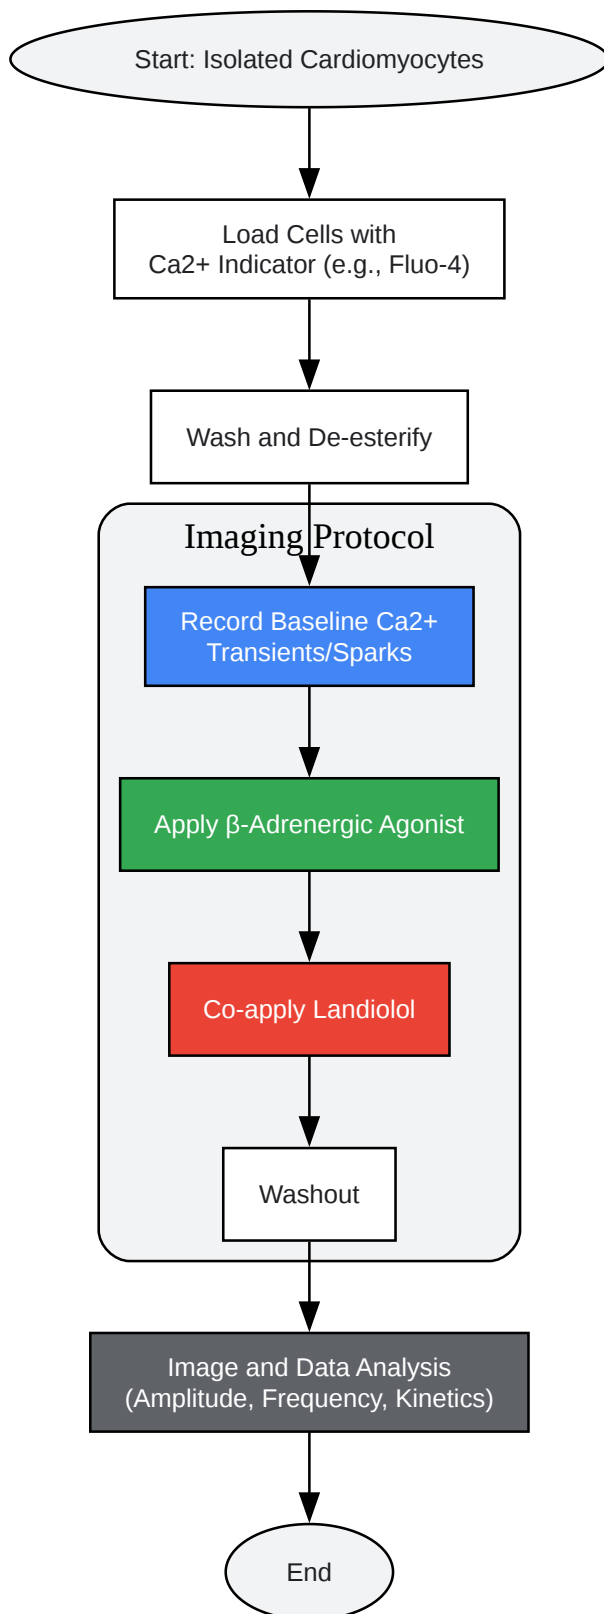 Start: Isolated Cardiomyocytes
Load Cells with
Ca2+ Indicator (e.g., Fluo-4)
Wash and De-esterify
Imaging Protocol
Record Baseline Ca2+
Transients/Sparks
Apply β-Adrenergic Agonist
Co-apply Landiolol
Washout
Image and Data Analysis
(Amplitude, Frequency, Kinetics)
End